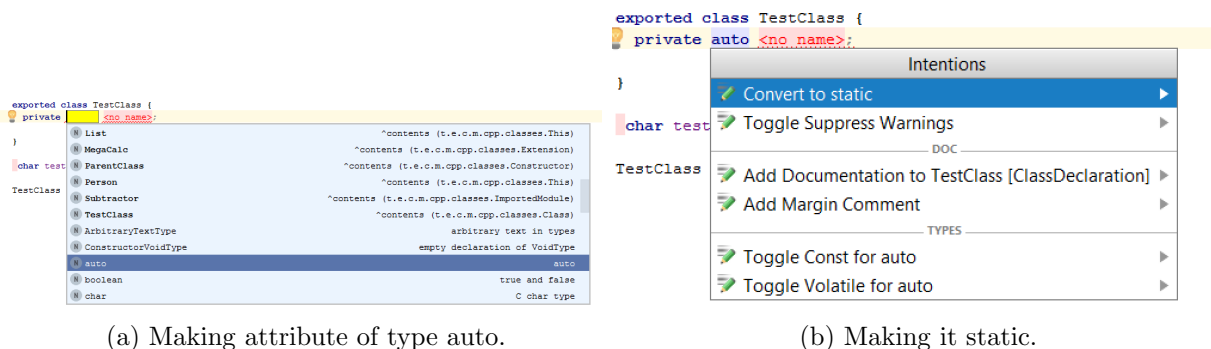 exported class TestClass {
private <no name>;
List ^contents (t.e.c.m.cpp.classes.This)
MegaCalc ^contents (t.e.c.m.cpp.classes.Extension)
}
char test ParentClass ^contents (t.e.c.m.cpp.classes.Constructor)
Person ^contents (t.e.c.m.cpp.classes.This)
TestClass Subtractor ^contents (t.e.c.m.cpp.classes.ImportedModule)
TestClass ^contents (t.e.c.m.cpp.classes.Class)
ArbitraryTextType arbitrary text in types
ConstructorVoidType empty declaration of VoidType
auto auto
boolean true and false
char C char type
(a) Making attribute of type auto.
exported class TestClass {
private auto <no name>;
Intentions
}
Convert to static
char test Toggle Suppress Warnings
DOC
TestClass Add Documentation to TestClass [ClassDeclaration]
Add Margin Comment
TYPES
Toggle Const for auto
Toggle Volatile for auto
(b) Making it static.